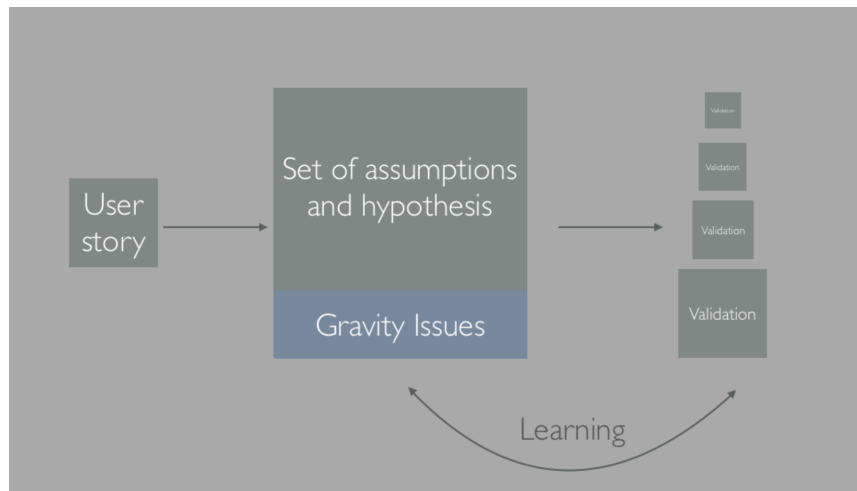 User
story
Set of assumptions
and hypothesis
Gravity Issues
Validation
Validation
Validation
Validation
Learning